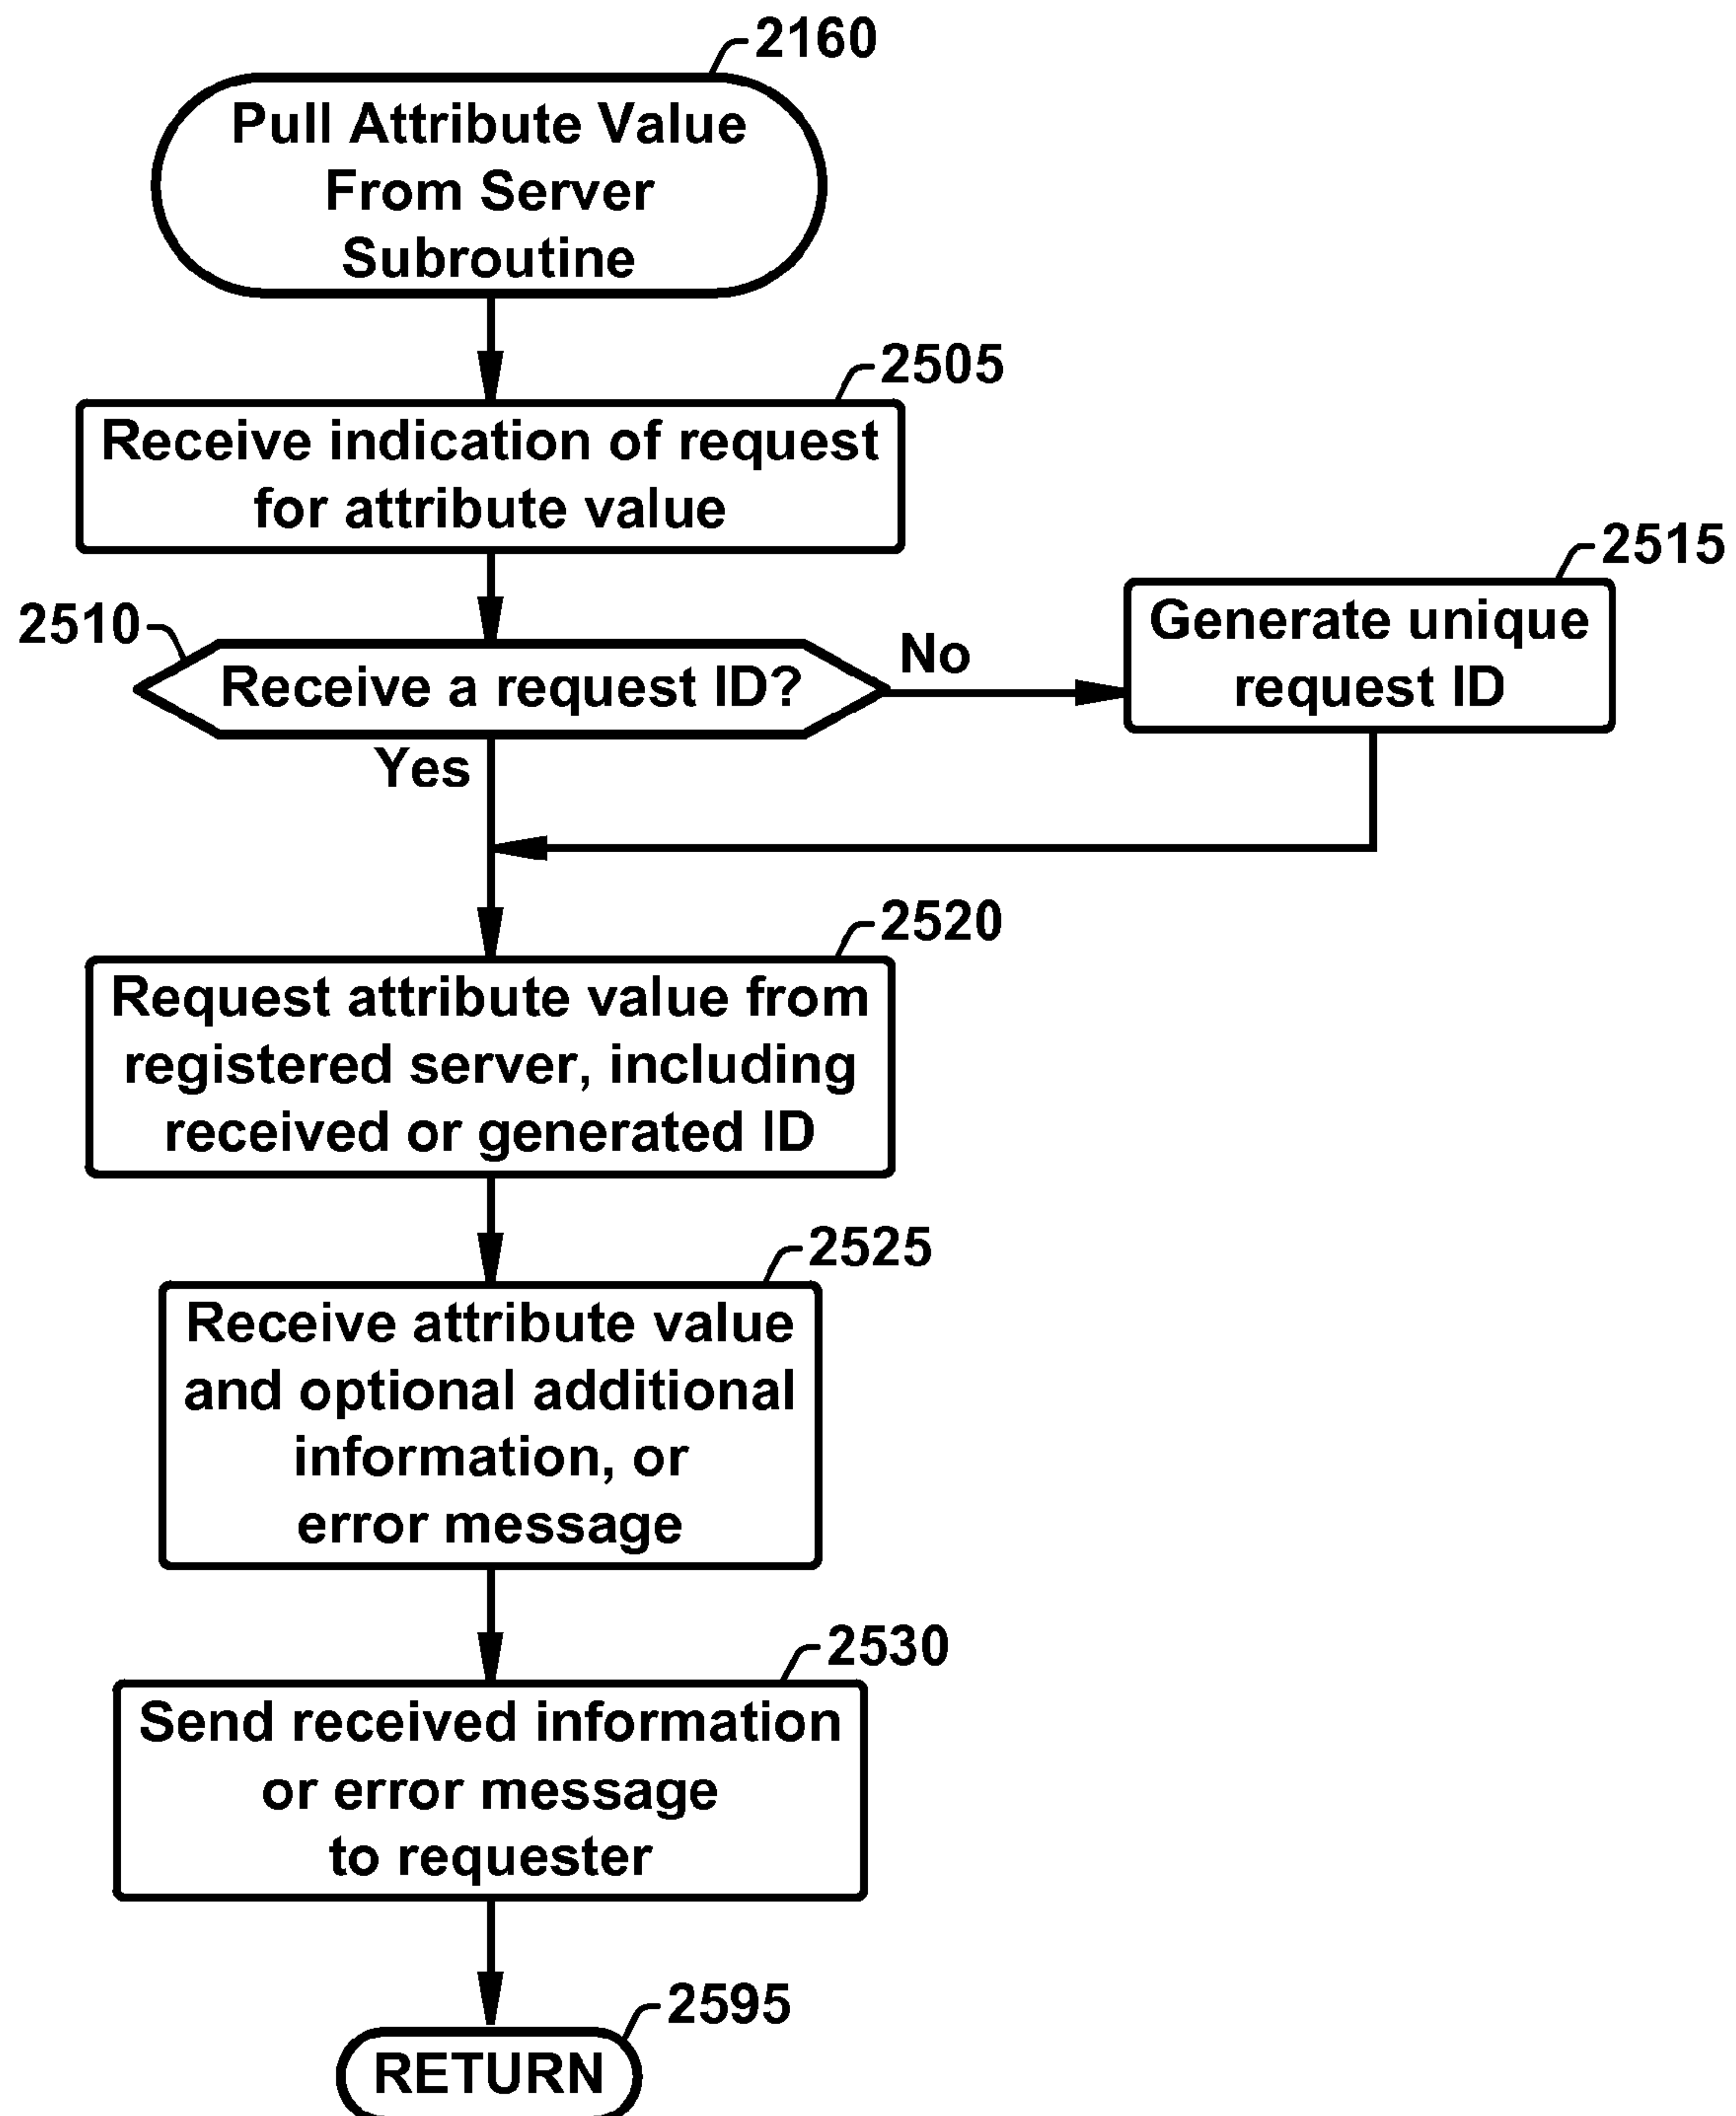 2160
Pull Attribute Value
From Server
Subroutine
2505
Receive indication of request
for attribute value
2510
Receive a request ID?
No
Yes
2515
Generate unique
request ID
2520
Request attribute value from
registered server, including
received or generated ID
2525
Receive attribute value
and optional additional
information, or
error message
2530
Send received information
or error message
to requester
2595
RETURN